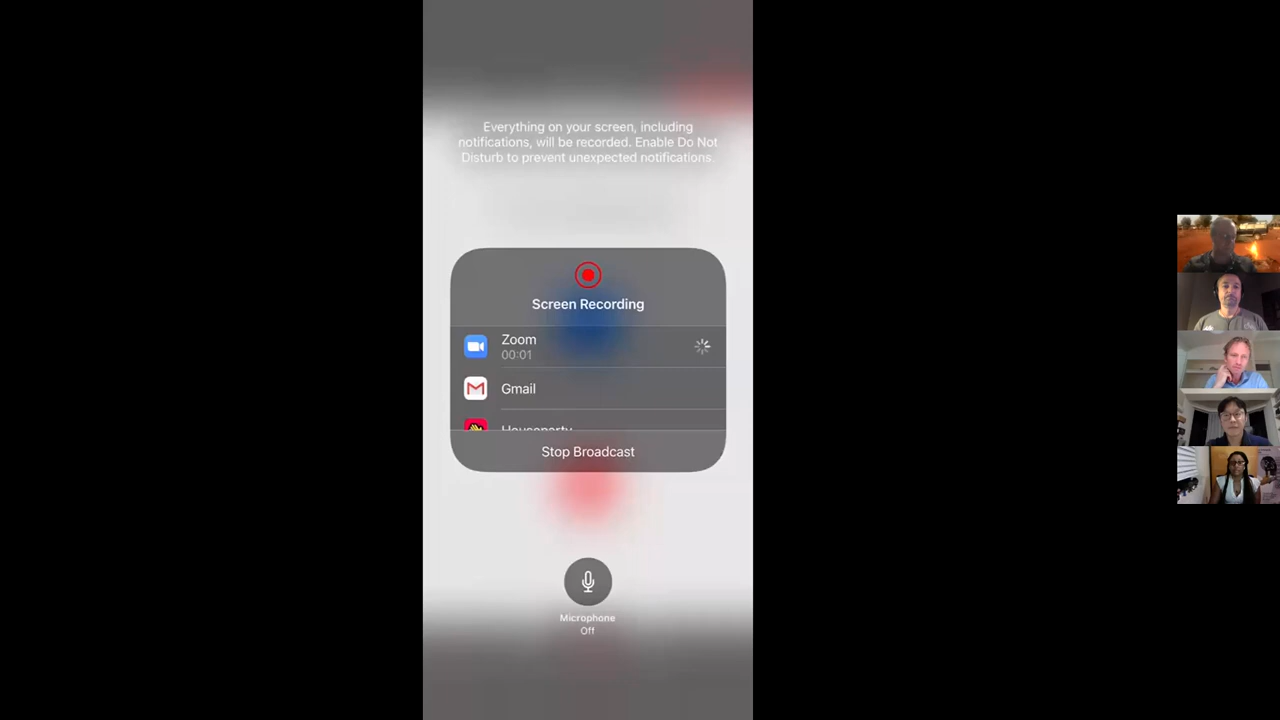 Everything on your screen, including
notifications, will be recorded. Enable Do Not
Disturb to prevent unexpected notifications.
Screen Recording
Zoom
00:01
Gmail
Houseparty
Stop Broadcast
Microphone
Off